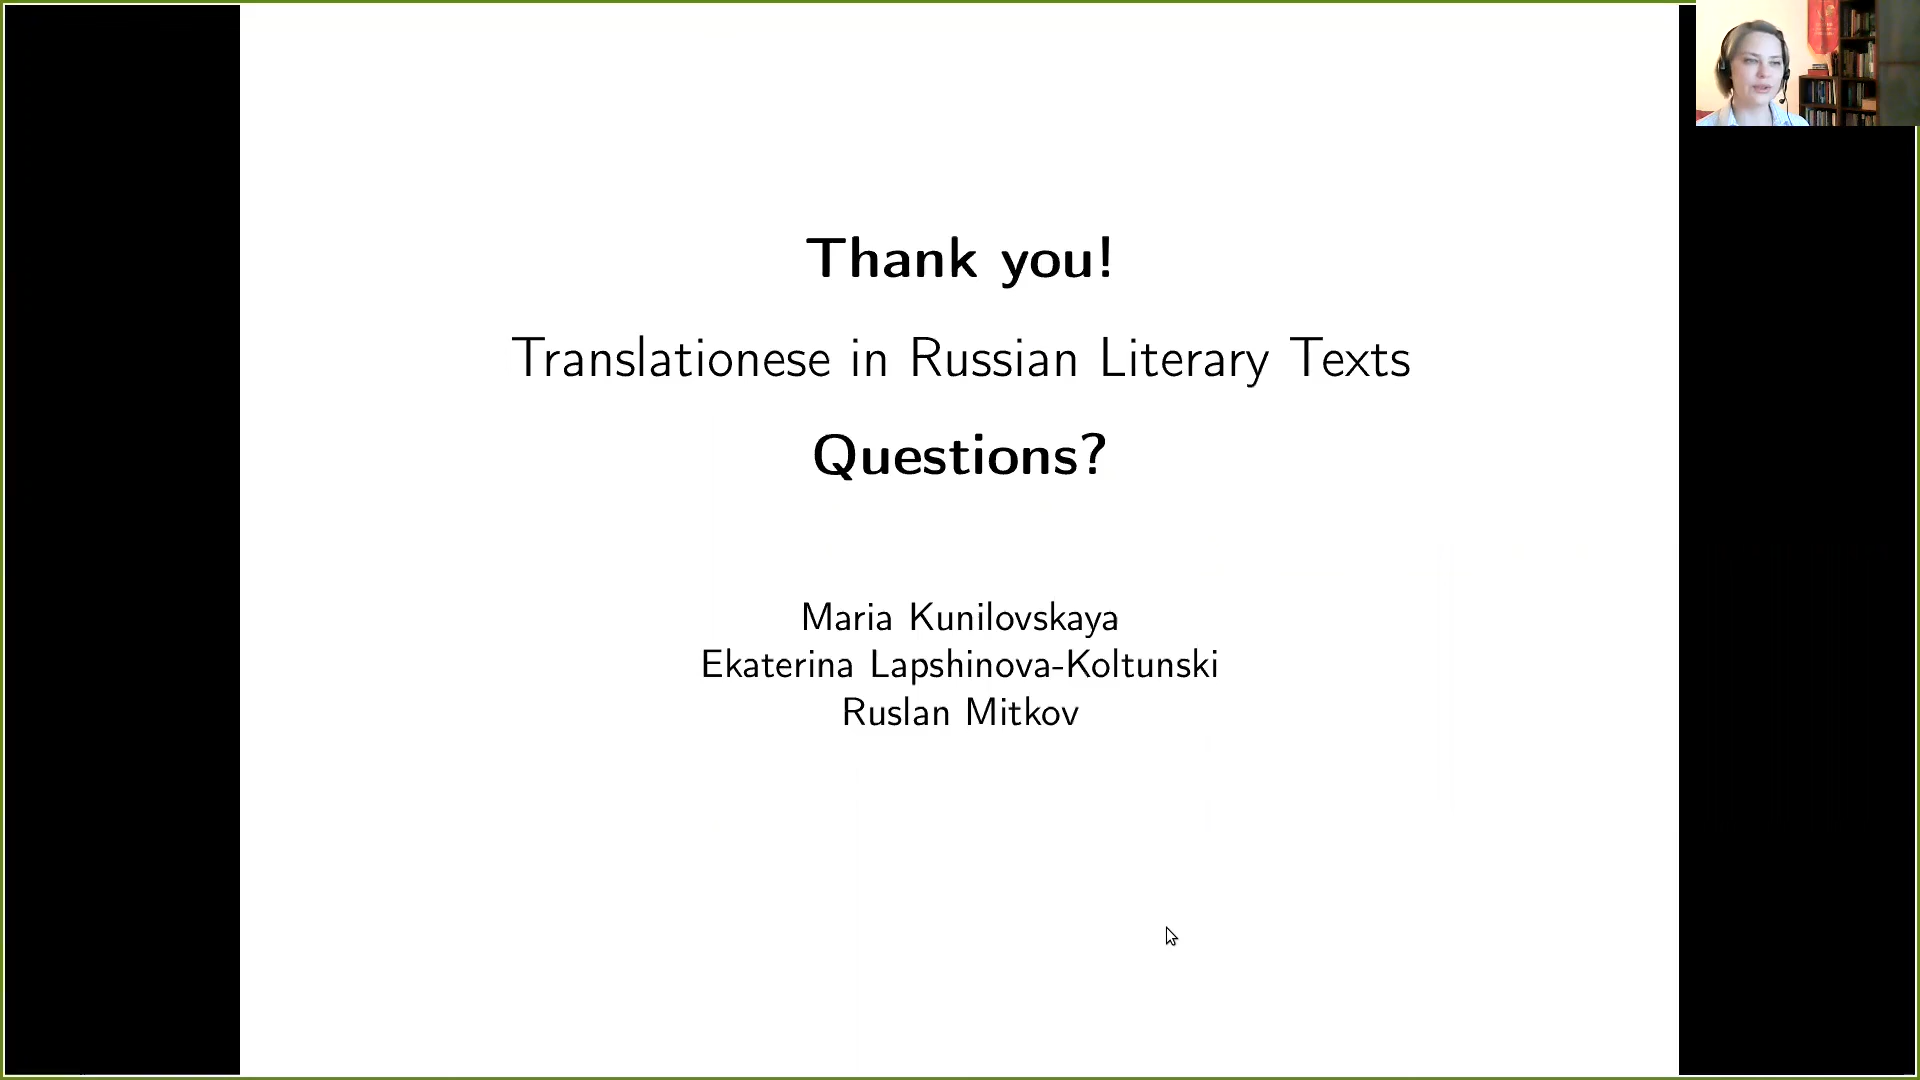 Thank you!
Translationese in Russian Literary Texts
Questions?
Maria Kunilovskaya
Ekaterina Lapshinova-Koltunski
Ruslan Mitkov